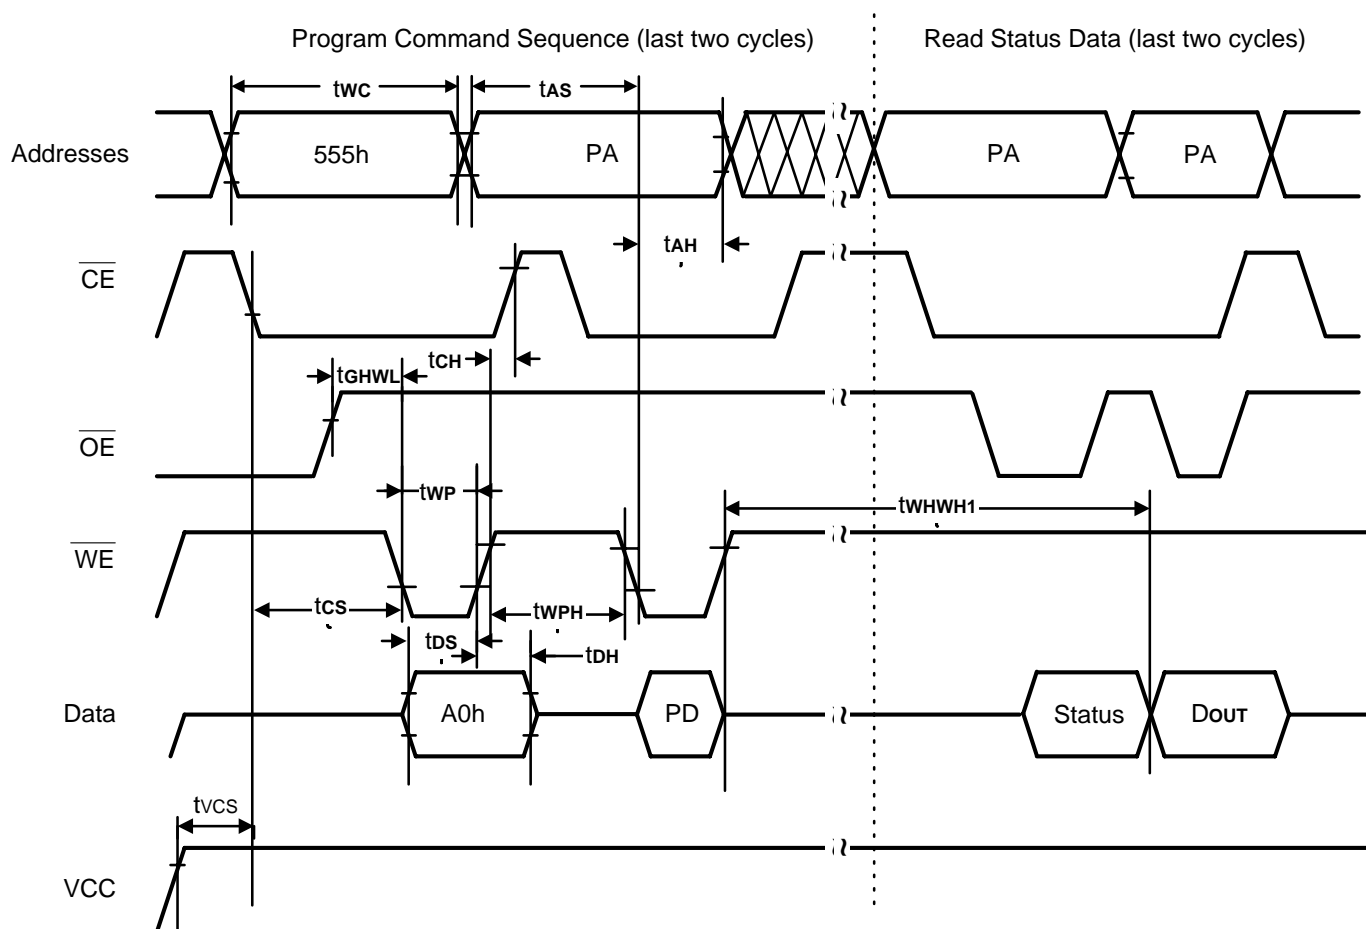 Program Command Sequence (last two cycles)
Read Status Data (last two cycles)
tWC
tAS
Addresses
555h
PA
PA
PA
tAH
CE
tCH
tGHWL
OE
tWP
tWHWH1
WE
tCS
tWPH
tDS
tDH
Data
A0h
PD
Status
DOUT
tVCS
VCC